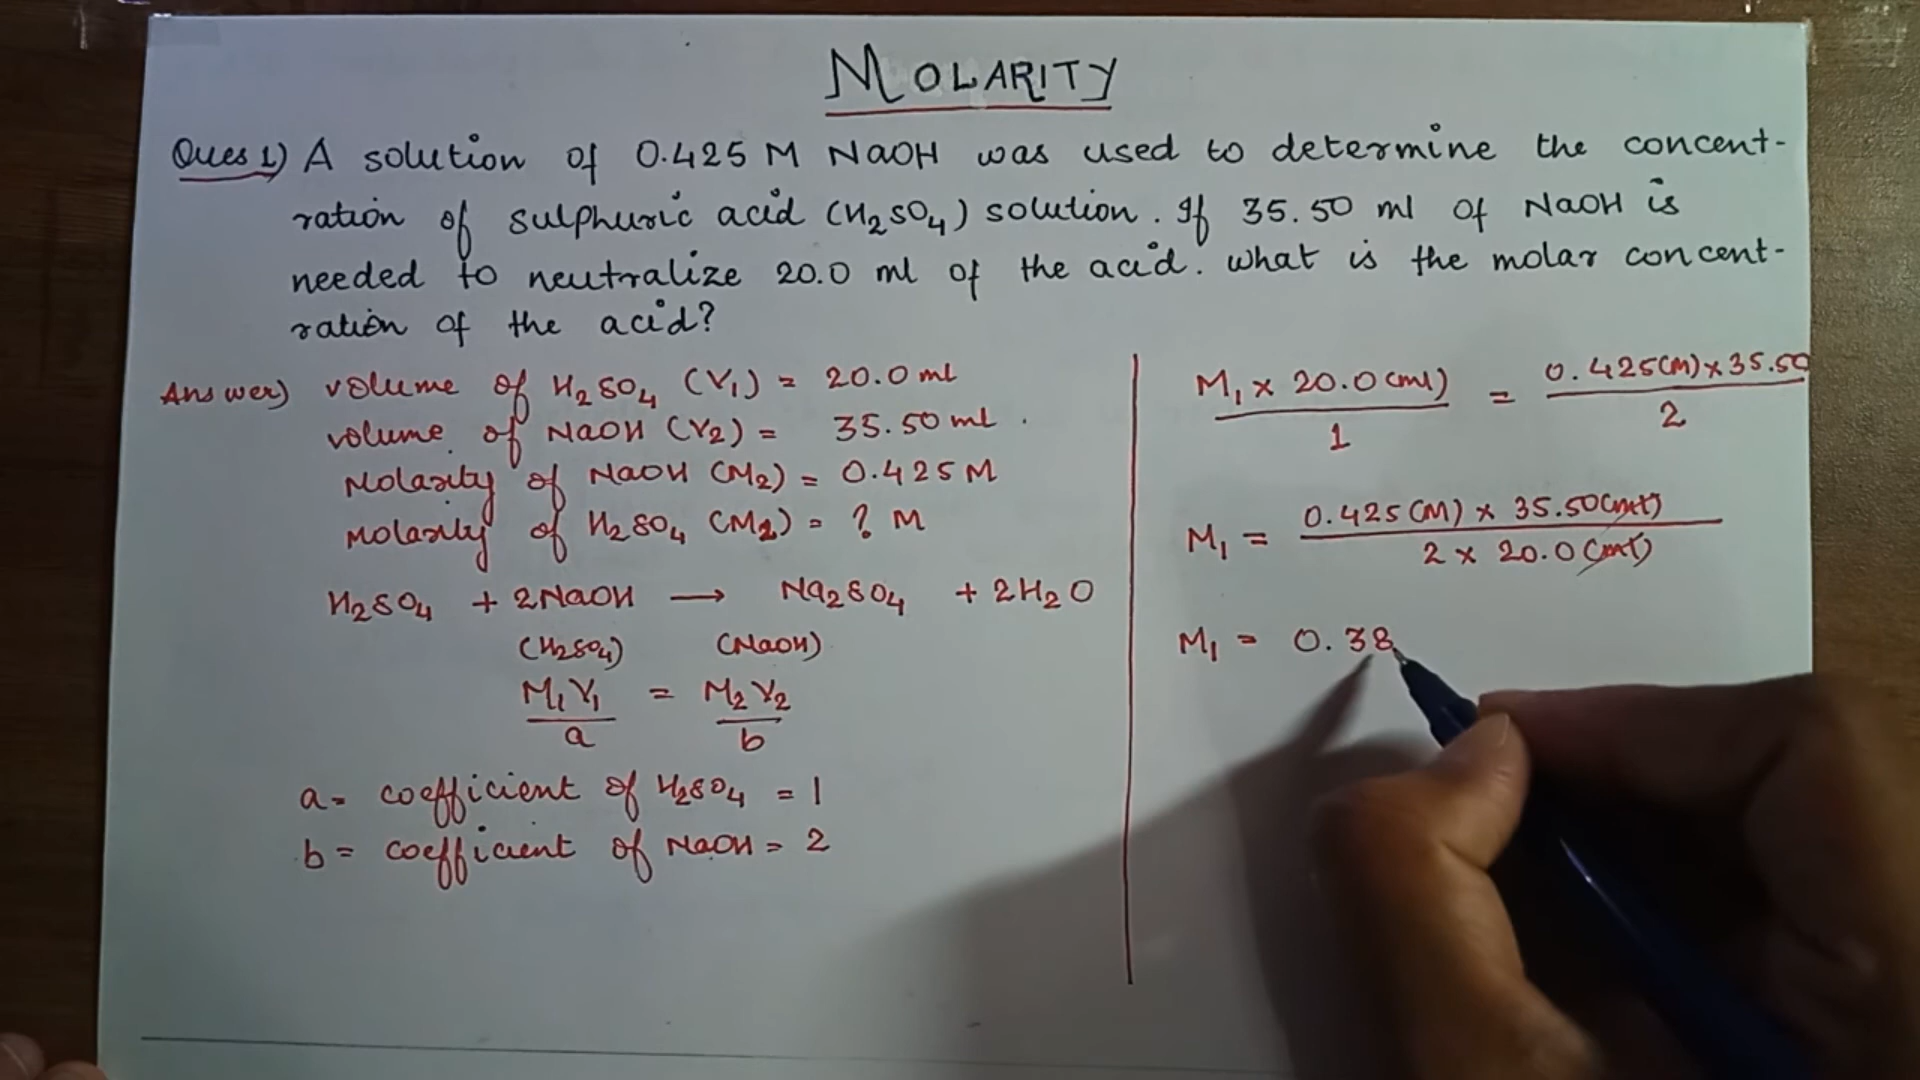 MOLARITY
Ques 1) A solution of 0.425 M NaOH was used to determine the concent-
ration of sulphuric acid (H₂SO₄) solution. If 35.50 ml of NaOH is
needed to neutralize 20.0 ml of the acid. what is the molar concent-
ration of the acid?
Answer) volume of H₂SO₄ (V₁) = 20.0 ml
volume of NaOH (V₂) = 35.50 ml.
Molarity of NaOH (M₂) = 0.425 M
Molarity of H₂SO₄ (M₂) = ? M
H₂SO₄ + 2NaOH → Na₂SO₄ + 2H₂O
(H₂SO₄) (NaOH)
M₁V₁ = M₂V₂
a b
a = coefficient of H₂SO₄ = 1
b = coefficient of NaOH = 2
M₁ x 20.0(ml) = 0.425(M) x 35.50
1 2
M₁ = 0.425(M) x 35.50(ml)
2 x 20.0(ml)
M₁ = 0.38